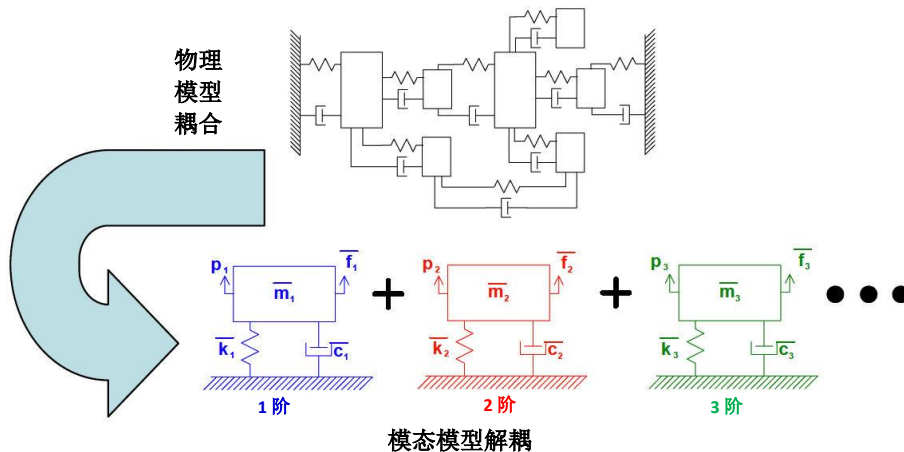 物理
模型
耦合
p1 f1 + p2 f2 + p3 f3
m1 m2 m3 •••
k1 c1 k2 c2 k3 c3
1 阶 2 阶 3 阶
模态模型解耦